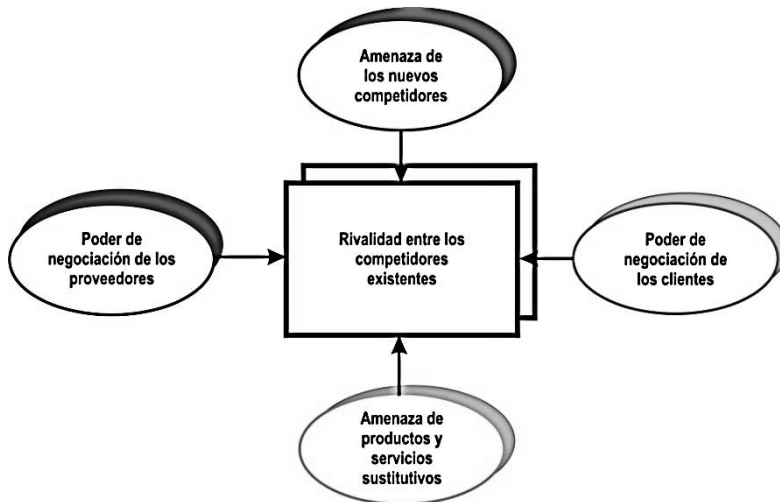 Amenaza de
los nuevos
competidores
Poder de
negociación de los
proveedores
Rivalidad entre los
competidores
existentes
Poder de
negociación de
los clientes
Amenaza de
productos y
servicios
sustitutivos